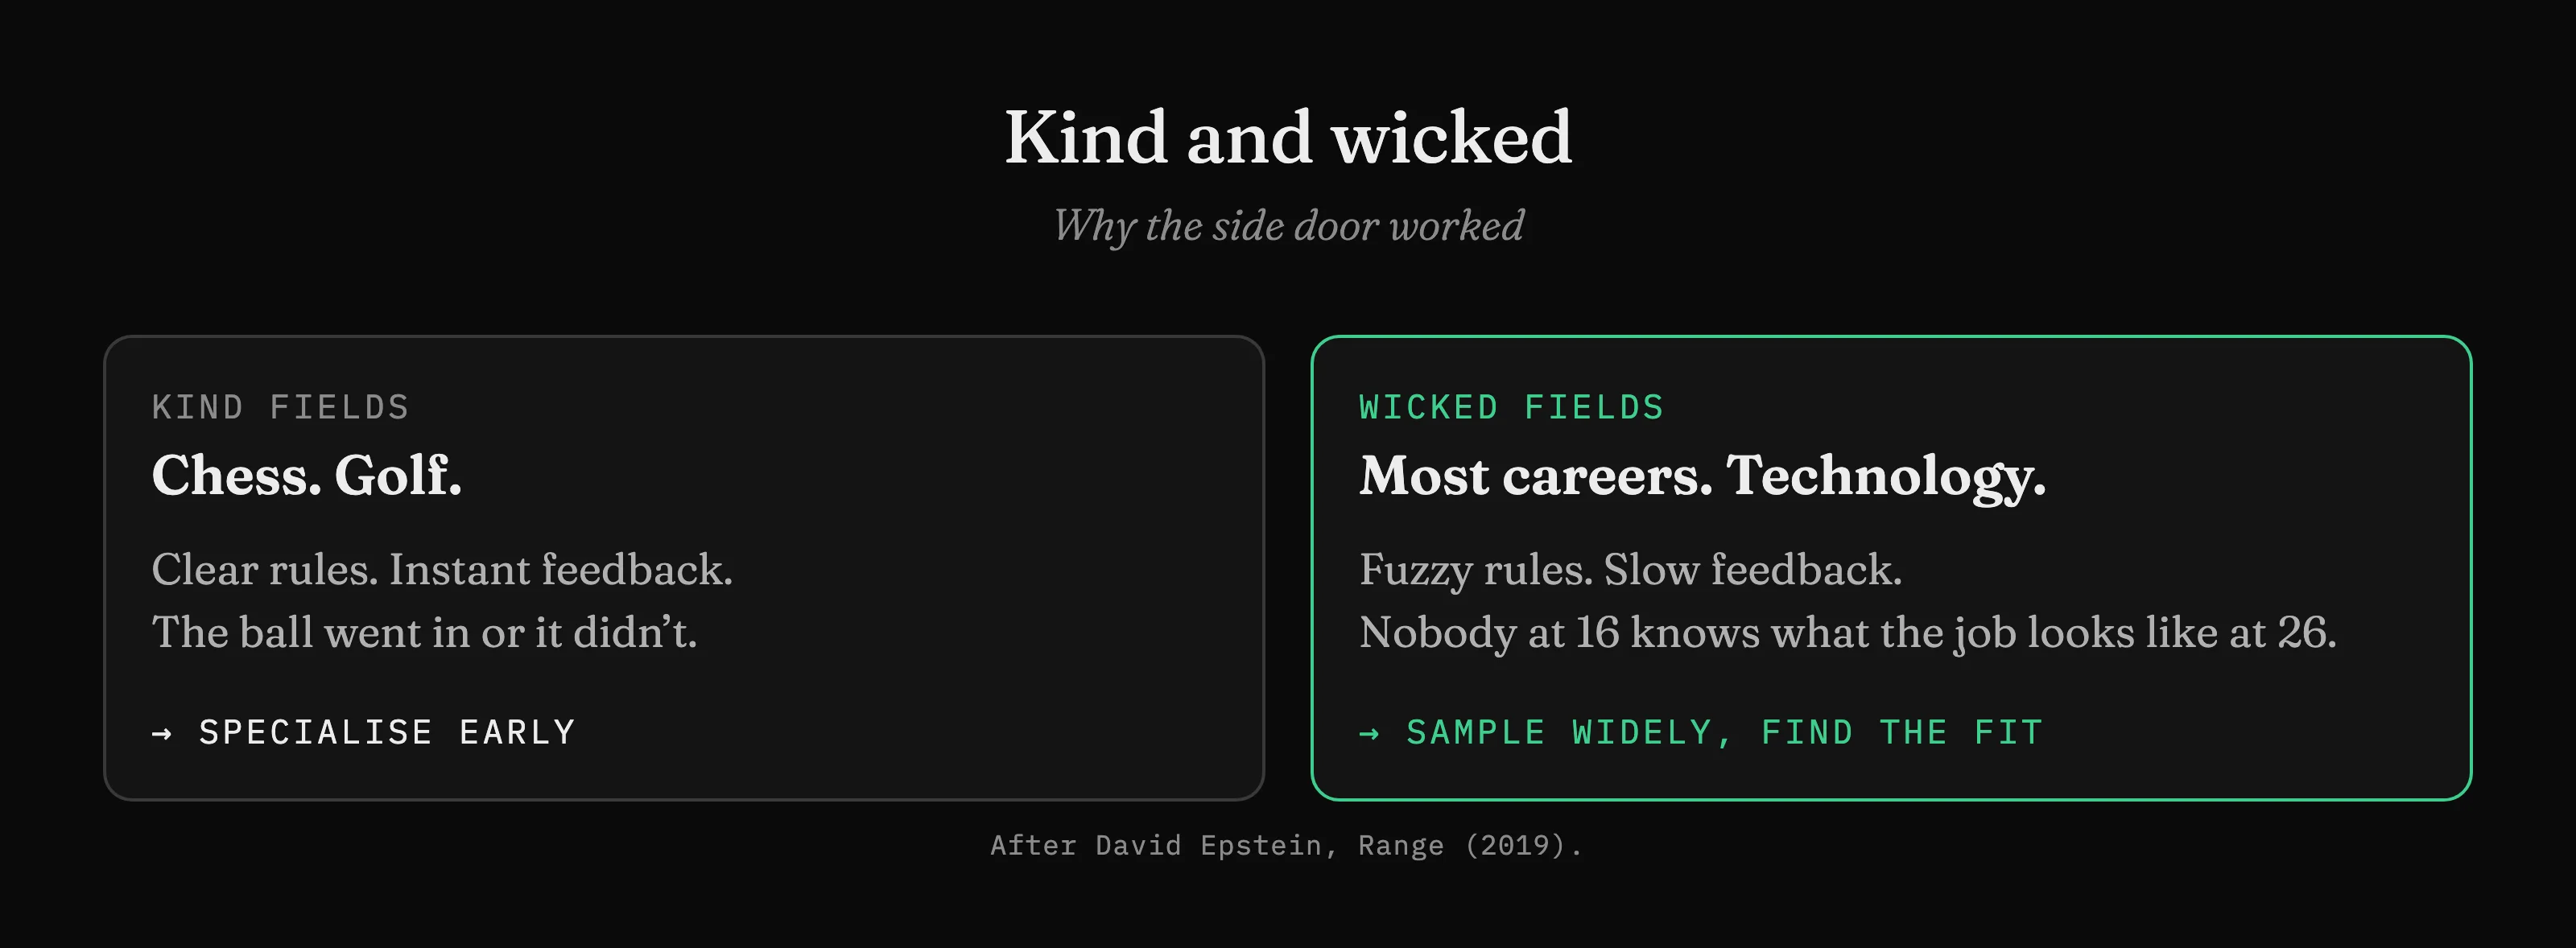 Kind and wicked
Why the side door worked
KIND FIELDS
Chess. Golf.
Clear rules. Instant feedback.
The ball went in or it didn’t.
→ SPECIALISE EARLY
WICKED FIELDS
Most careers. Technology.
Fuzzy rules. Slow feedback.
Nobody at 16 knows what the job looks like at 26.
→ SAMPLE WIDELY, FIND THE FIT
After David Epstein, Range (2019).